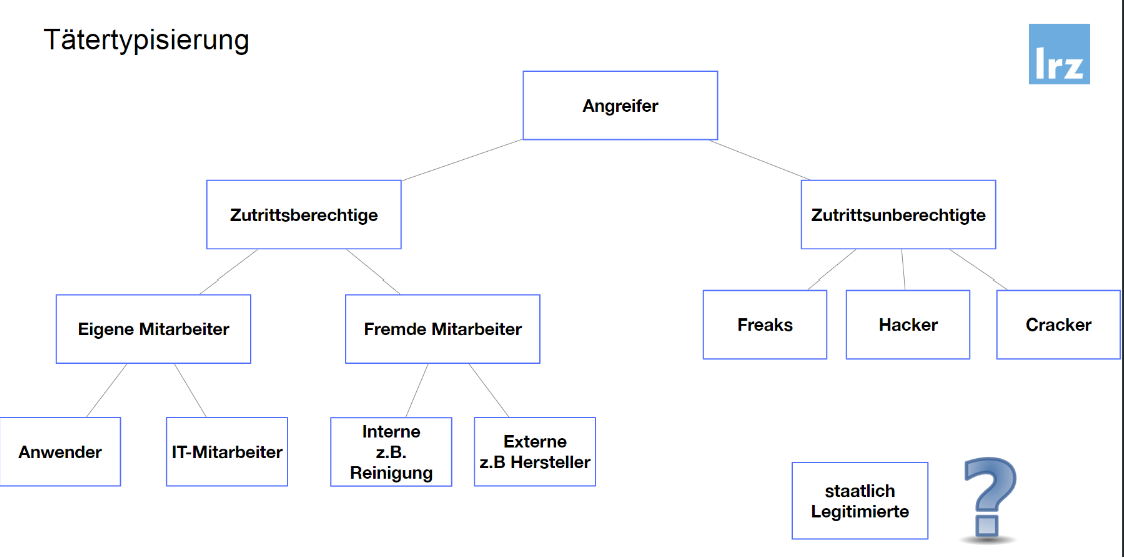 Tätertypisierung
lrz
Angreifer
Zutrittsberechtige
Zutrittsunberechtigte
Eigene Mitarbeiter
Fremde Mitarbeiter
Freaks
Hacker
Cracker
Anwender
IT-Mitarbeiter
Interne
z.B.
Reinigung
Externe
z.B Hersteller
staatlich
Legitimierte
?